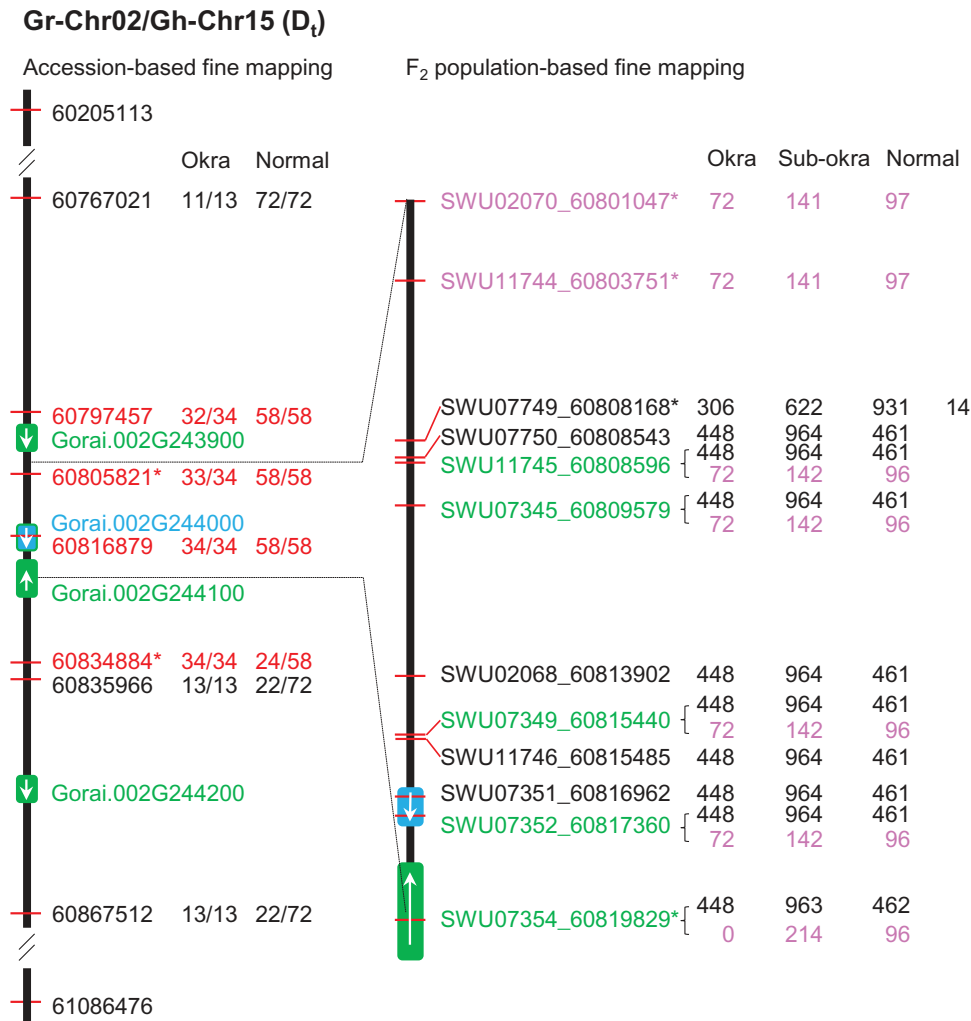 Gr-Chr02/Gh-Chr15 (Dt)
Accession-based fine mapping
60205113
Okra Normal
60767021 11/13 72/72
60797457 32/34 58/58
Gorai.002G243900
60805821* 33/34 58/58
Gorai.002G244000
60816879 34/34 58/58
Gorai.002G244100
60834884* 34/34 24/58
60835966 13/13 22/72
Gorai.002G244200
60867512 13/13 22/72
61086476
F2 population-based fine mapping
Okra Sub-okra Normal
SWU02070_60801047* 72 141 97
SWU11744_60803751* 72 141 97
SWU07749_60808168* 306 622 931 14
SWU07750_60808543 448 964 461
SWU11745_60808596 448 964 461
72 142 96
SWU07345_60809579 448 964 461
72 142 96
SWU02068_60813902 448 964 461
SWU07349_60815440 448 964 461
72 142 96
SWU11746_60815485 448 964 461
SWU07351_60816962 448 964 461
SWU07352_60817360 448 964 461
72 142 96
SWU07354_60819829* 448 963 462
0 214 96